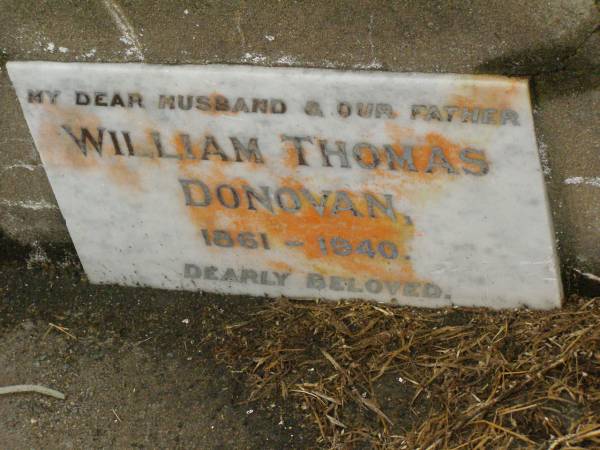 MY DEAR HUSBAND & OUR FATHER
WILLIAM THOMAS
DONOVAN,
1861 - 1940.
DEARLY BELOVED.